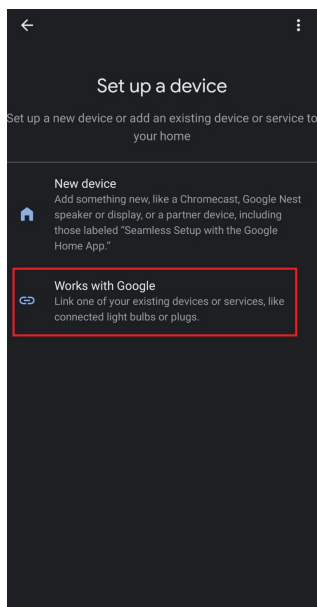 Set up a device
Set up a new device or add an existing device or service to
your home
New device
Add something new, like a Chromecast, Google Nest
speaker or display, or a partner device, including
those labeled "Seamless Setup with the Google
Home App."
Works with Google
Link one of your existing devices or services, like
connected light bulbs or plugs.